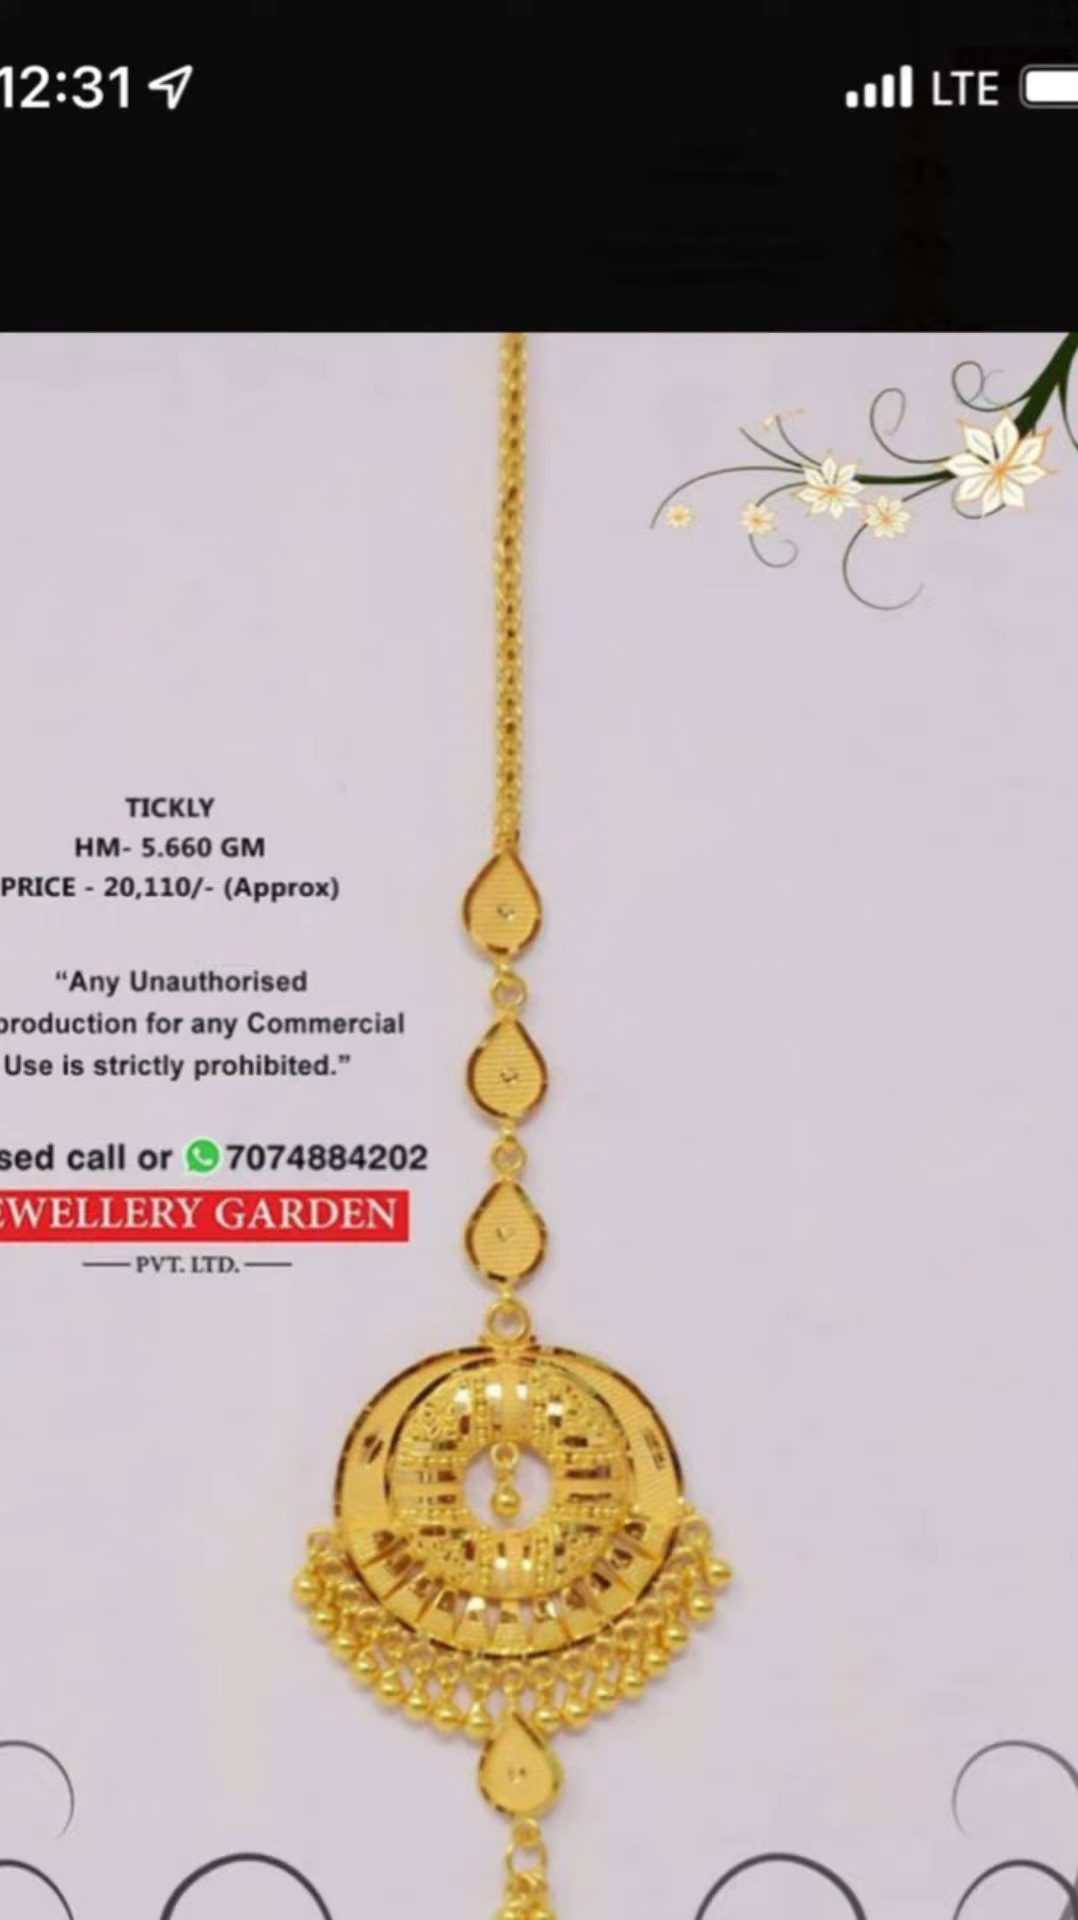 12:31
LTE
TICKLY
HM- 5.660 GM
PRICE - 20,110/- (Approx)
“Any Unauthorised
production for any Commercial
Use is strictly prohibited.”
sed call or 7074884202
EWELLERY GARDEN
PVT. LTD.